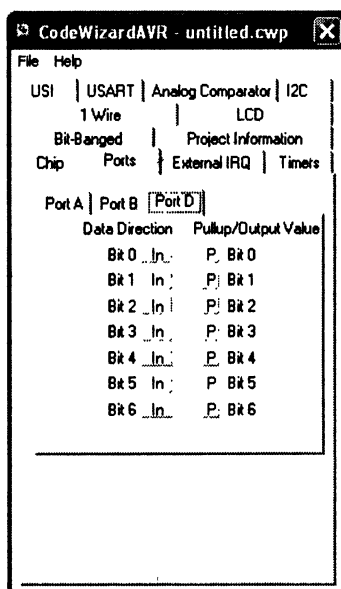 CodeWizardAVR - untitled.cwp
File Help
USI USART Analog Comparator I2C
1 Wire LCD
Bit-Banged Project Information
Chip Ports External IRQ Timers
Port A Port B Port D
Data Direction Pullup/Output Value
Bit 0 In P Bit 0
Bit 1 In P Bit 1
Bit 2 In P Bit 2
Bit 3 In P Bit 3
Bit 4 In P Bit 4
Bit 5 In P Bit 5
Bit 6 In P Bit 6